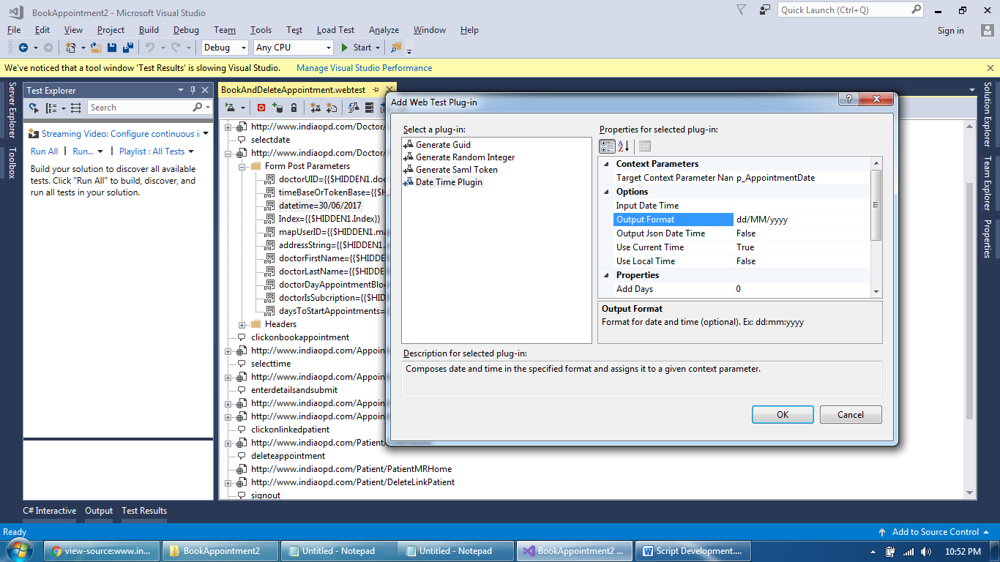 BookAppointment2 - Microsoft Visual Studio
Quick Launch (Ctrl+Q)
File Edit View Project Build Debug Team Tools Test Load Test Analyze Window Help
Sign in
Debug Any CPU Start
We've noticed that a tool window 'Test Results' is slowing Visual Studio. Manage Visual Studio Performance
Server Explorer
Toolbox
Test Explorer
Search
Streaming Video: Configure continuous i
Run All Run... Playlist : All Tests
Build your solution to discover all available
tests. Click "Run All" to build, discover, and
run all tests in your solution.
BookAndDeleteAppointment.webtest
http://www.indiaopd.com/Doctor/
selectdate
http://www.indiaopd.com/Doctor/
Form Post Parameters
doctorUID={{$HIDDEN1.doc
timeBaseOrTokenBase={{$H
datetime=30/06/2017
Index={{$HIDDEN1.Index}}
mapUserID={{$HIDDEN1.ma
addressString={{$HIDDEN1.
doctorFirstName={{$HIDDE
doctorLastName={{$HIDDE
doctorDayAppointmentBlo
doctorIsSubcription={{$HID
daysToStartAppointments=
Headers
clickonbookappointment
http://www.indiaopd.com/Appoi
selecttime
http://www.indiaopd.com/Appoi
enterdetailsandsubmit
http://www.indiaopd.com/Appoi
http://www.indiaopd.com/Appoi
clickonlinkedpatient
http://www.indiaopd.com/Patient/
deleteappointment
http://www.indiaopd.com/Patient/PatientMRHome
http://www.indiaopd.com/Patient/DeleteLinkPatient
signout
Add Web Test Plug-in
Select a plug-in:
Generate Guid
Generate Random Integer
Generate Saml Token
Date Time Plugin
Properties for selected plug-in:
Context Parameters
Target Context Parameter Nan p_AppointmentDate
Options
Input Date Time
Output Format dd/MM/yyyy
Output Json Date Time False
Use Current Time True
Use Local Time False
Properties
Add Days 0
Output Format
Format for date and time (optional). Ex: dd:mm:yyyy
Description for selected plug-in:
Composes date and time in the specified format and assigns it to a given context parameter.
OK Cancel
Solution Explorer
Team Explorer
Properties
C# Interactive Output Test Results
Ready
Add to Source Control
view-source:www.in... BookAppointment2 Untitled - Notepad Untitled - Notepad BookAppointment2 ... Script Development.... 10:52 PM